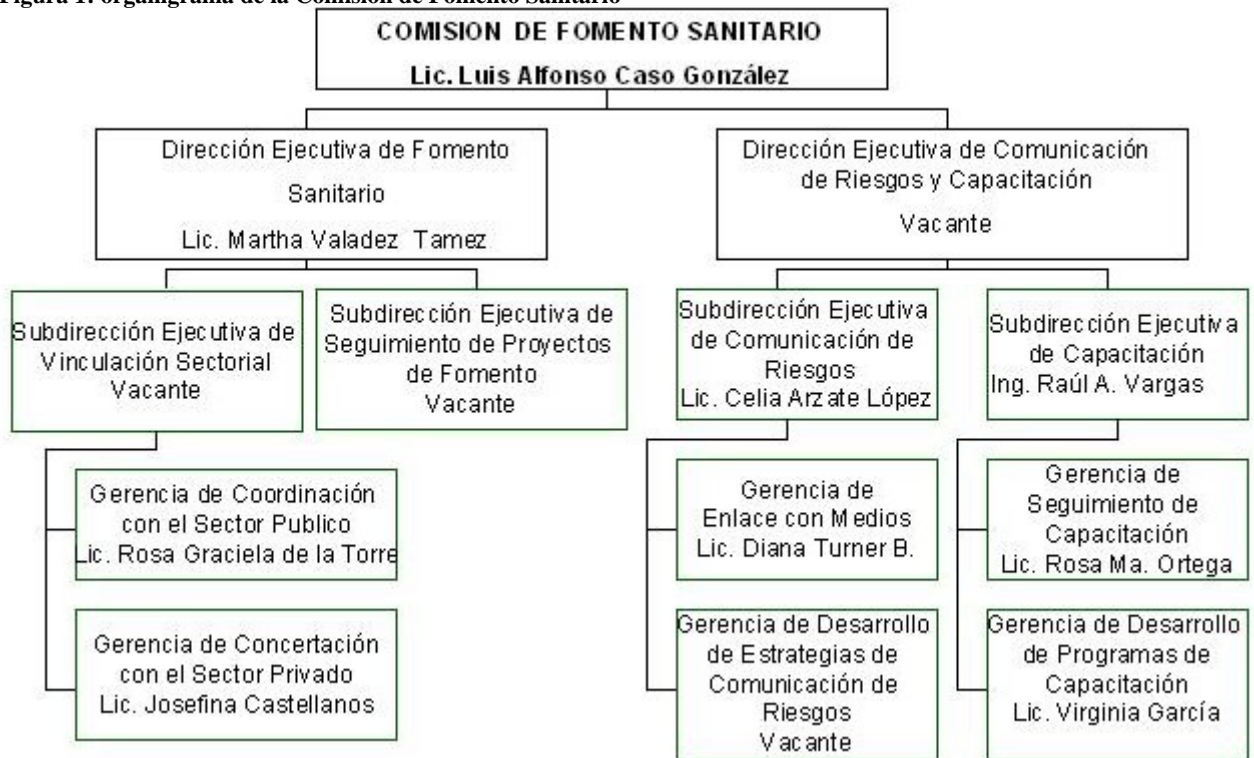 Figura 1. organigrama de la Comisión de Fomento Sanitario
COMISION DE FOMENTO SANITARIO
Lic. Luis Alfonso Caso González
Dirección Ejecutiva de Fomento
Sanitario
Lic. Martha Valadez Tamez
Dirección Ejecutiva de Comunicación
de Riesgos y Capacitación
Vacante
Subdirección Ejecutiva de
Vinculación Sectorial
Vacante
Subdirección Ejecutiva de
Seguimiento de Proyectos
de Fomento
Vacante
Subdirección Ejecutiva
de Comunicación de
Riesgos
Lic. Celia Arzate López
Subdirección Ejecutiva
de Capacitación
Ing. Raúl A. Vargas
Gerencia de Coordinación
con el Sector Publico
Lic. Rosa Graciela de la Torre
Gerencia de Concertación
con el Sector Privado
Lic. Josefina Castellanos
Gerencia de
Enlace con Medios
Lic. Diana Turner B.
Gerencia de Desarrollo
de Estrategias de
Comunicación de
Riesgos
Vacante
Gerencia de
Seguimiento de
Capacitación
Lic. Rosa Ma. Ortega
Gerencia de Desarrollo
de Programas de
Capacitación
Lic. Virginia García